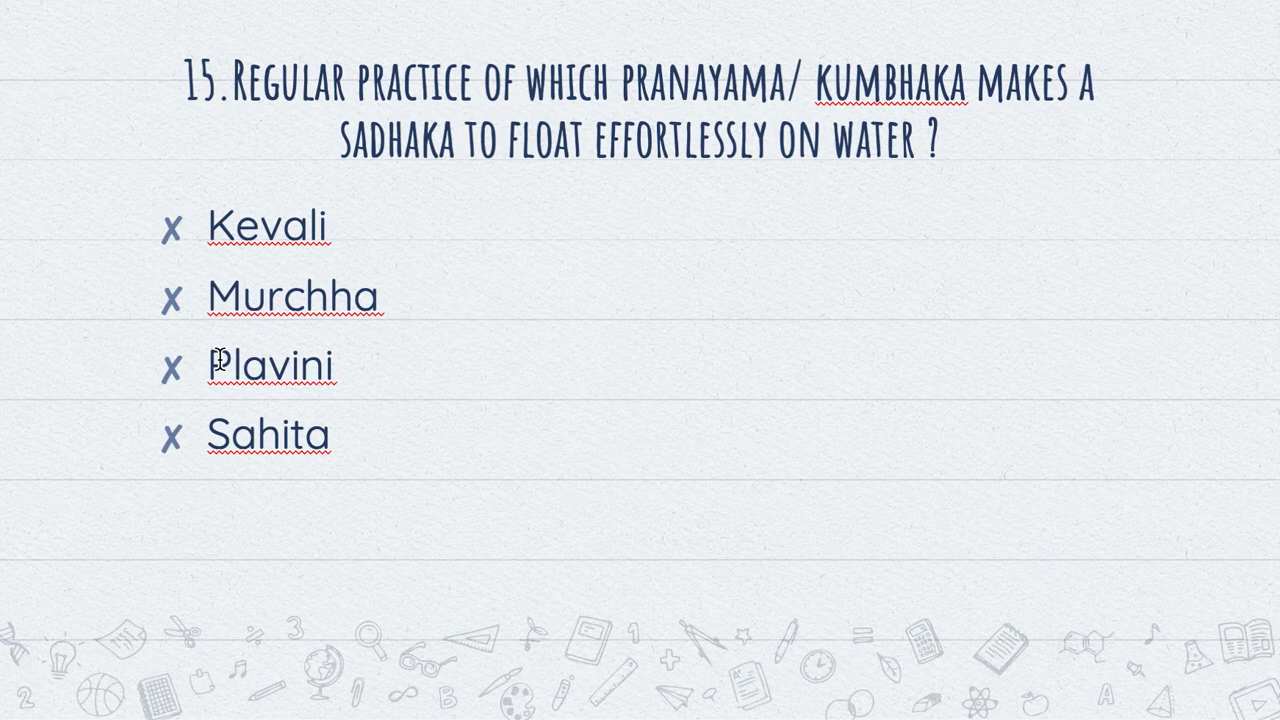 15.Regular practice of which pranayama/ kumbhaka makes a
sadhaka to float effortlessly on water ?
✗ Kevali
✗ Murchha
✗ Plavini
✗ Sahita